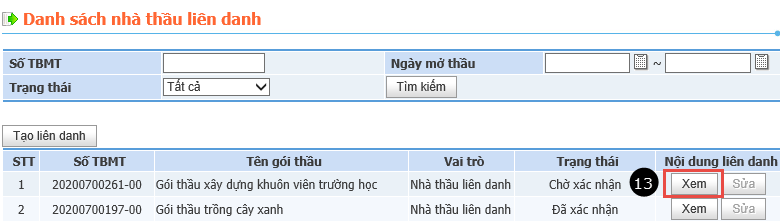 Danh sách nhà thầu liên danh
Số TBMT Ngày mở thầu ~
Trạng thái Tất cả Tìm kiếm
Tạo liên danh
STT Số TBMT Tên gói thầu Vai trò Trạng thái Nội dung liên danh
1 20200700261-00 Gói thầu xây dựng khuôn viên trường học Nhà thầu liên danh Chờ xác nhận 13 Xem Sửa
2 20200700197-00 Gói thầu trồng cây xanh Nhà thầu liên danh Đã xác nhận Xem Sửa